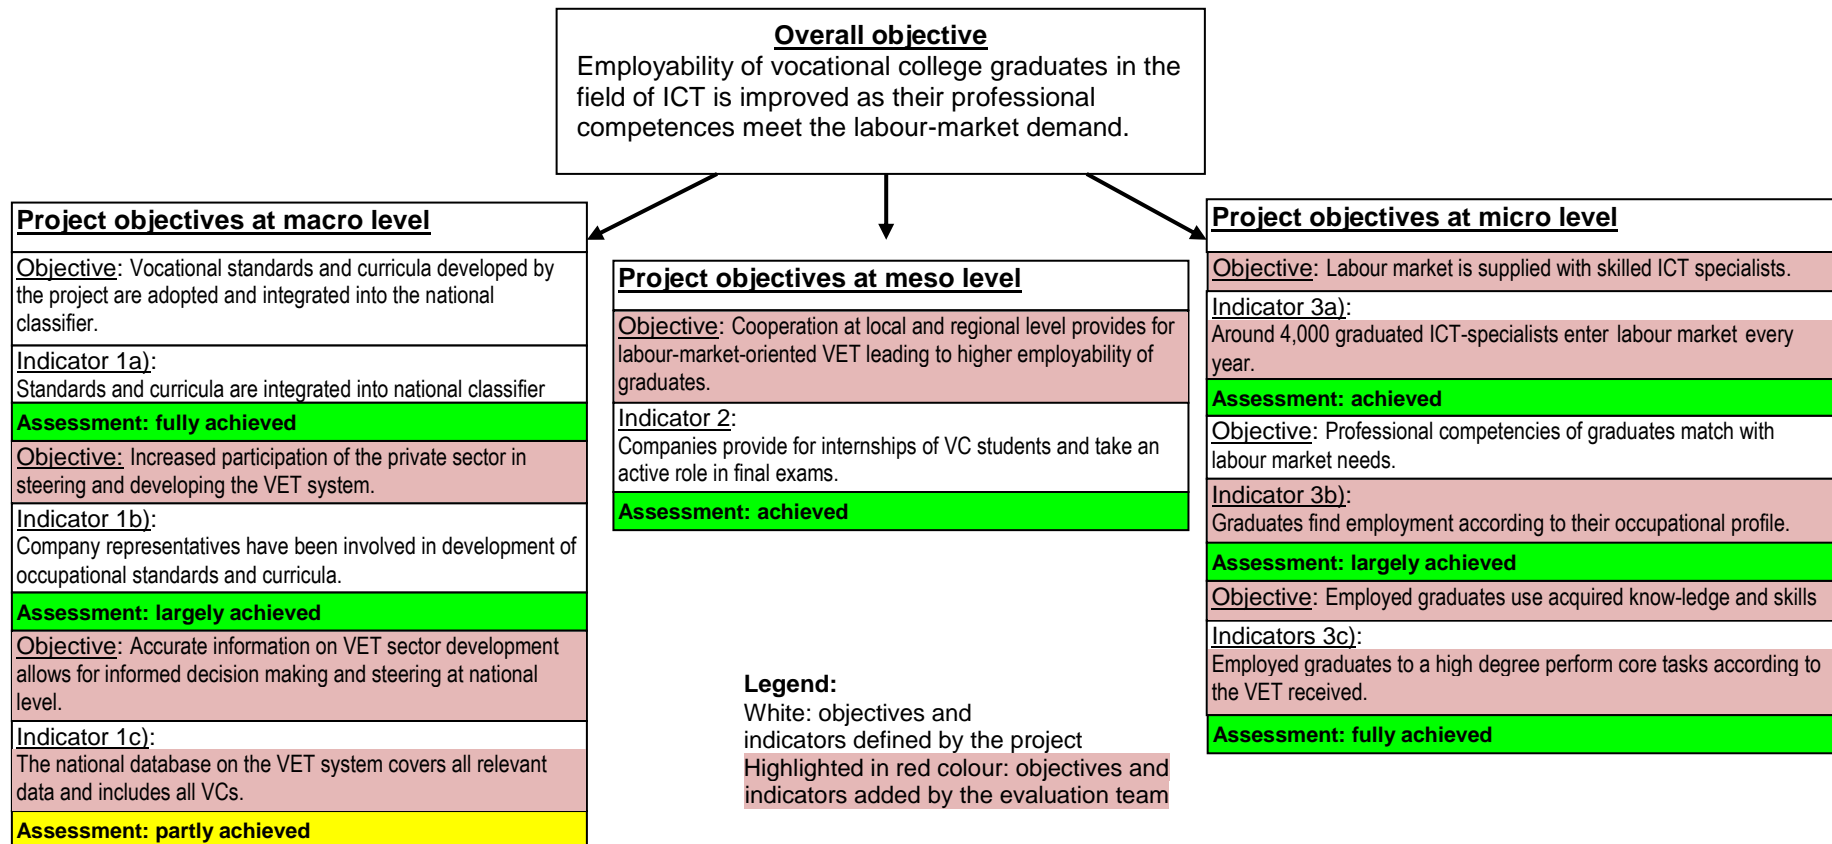 Overall objective
Employability of vocational college graduates in the
field of ICT is improved as their professional
competences meet the labour-market demand.
Project objectives at macro level
Objective: Vocational standards and curricula developed by
the project are adopted and integrated into the national
classifier.
Indicator 1a):
Standards and curricula are integrated into national classifier
Assessment: fully achieved
Objective: Increased participation of the private sector in
steering and developing the VET system.
Indicator 1b):
Company representatives have been involved in development of
occupational standards and curricula.
Assessment: largely achieved
Objective: Accurate information on VET sector development
allows for informed decision making and steering at national
level.
Indicator 1c):
The national database on the VET system covers all relevant
data and includes all VCs.
Assessment: partly achieved
Project objectives at meso level
Objective: Cooperation at local and regional level provides for
labour-market-oriented VET leading to higher employability of
graduates.
Indicator 2:
Companies provide for internships of VC students and take an
active role in final exams.
Assessment: achieved
Legend:
White: objectives and
indicators defined by the project
Highlighted in red colour: objectives and
indicators added by the evaluation team
Project objectives at micro level
Objective: Labour market is supplied with skilled ICT specialists.
Indicator 3a):
Around 4,000 graduated ICT-specialists enter labour market every
year.
Assessment: achieved
Objective: Professional competencies of graduates match with
labour market needs.
Indicator 3b):
Graduates find employment according to their occupational profile.
Assessment: largely achieved
Objective: Employed graduates use acquired know-ledge and skills
Indicators 3c):
Employed graduates to a high degree perform core tasks according to
the VET received.
Assessment: fully achieved